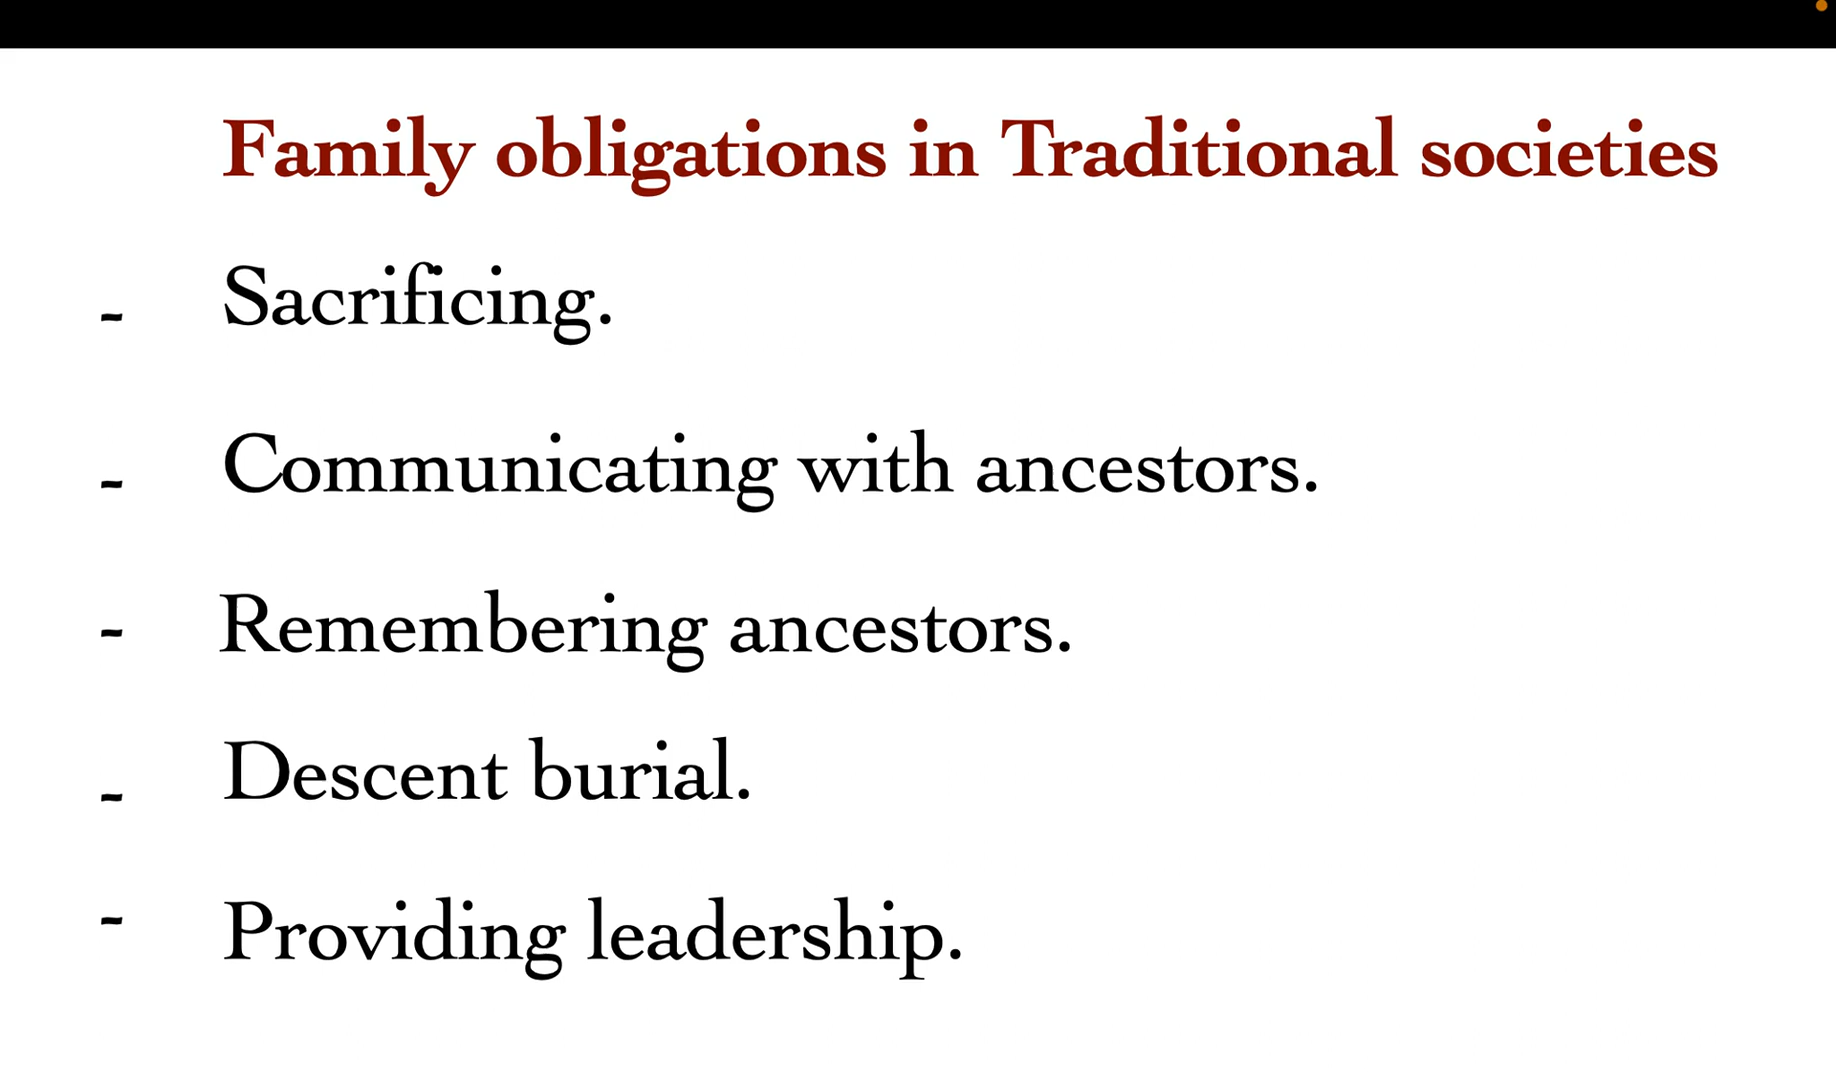 Family obligations in Traditional societies
- Sacrificing.
- Communicating with ancestors.
- Remembering ancestors.
- Descent burial.
- Providing leadership.